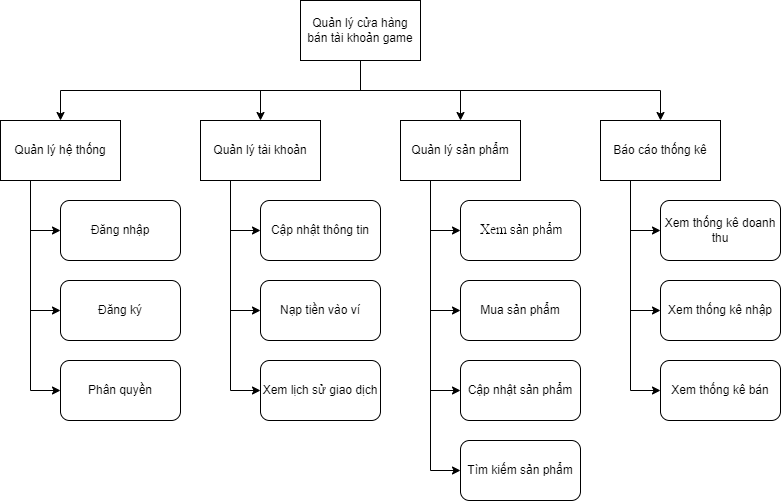 Quản lý cửa hàng
bán tài khoản game
Quản lý hệ thống
Quản lý tài khoản
Quản lý sản phẩm
Báo cáo thống kê
Đăng nhập
Cập nhật thông tin
Xem sản phẩm
Xem thống kê doanh
thu
Đăng ký
Nạp tiền vào ví
Mua sản phẩm
Xem thống kê nhập
Phân quyền
Xem lịch sử giao dịch
Cập nhật sản phẩm
Xem thống kê bán
Tìm kiếm sản phẩm